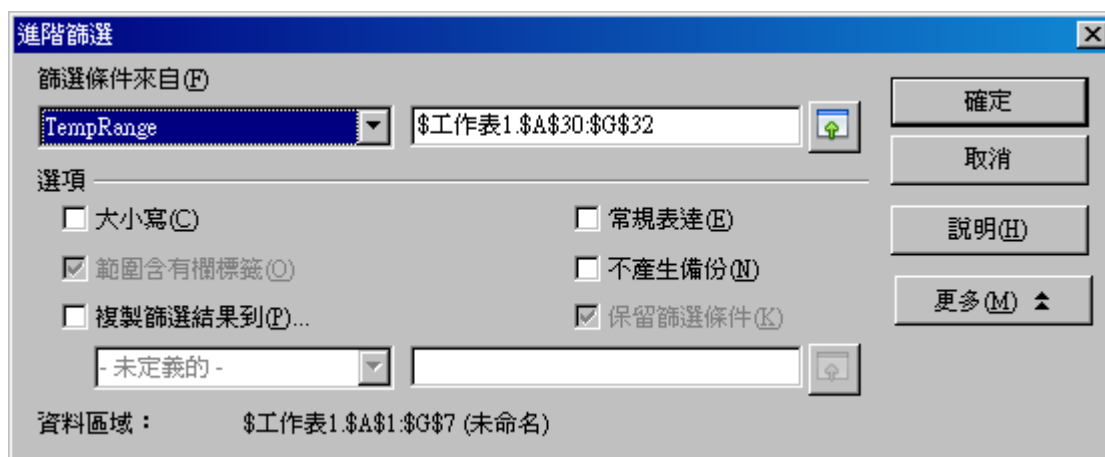 進階篩選
篩選條件來自(F)
TempRange $工作表1.$A$30:$G$32
確定
取消
選項
大小寫(C) 常規表達(E)
說明(H)
範圍含有欄標籤(O) 不產生備份(N)
更多(M)
複製篩選結果到(P)... 保留篩選條件(K)
- 未定義的 -
資料區域： $工作表1.$A$1:$G$7 (未命名)